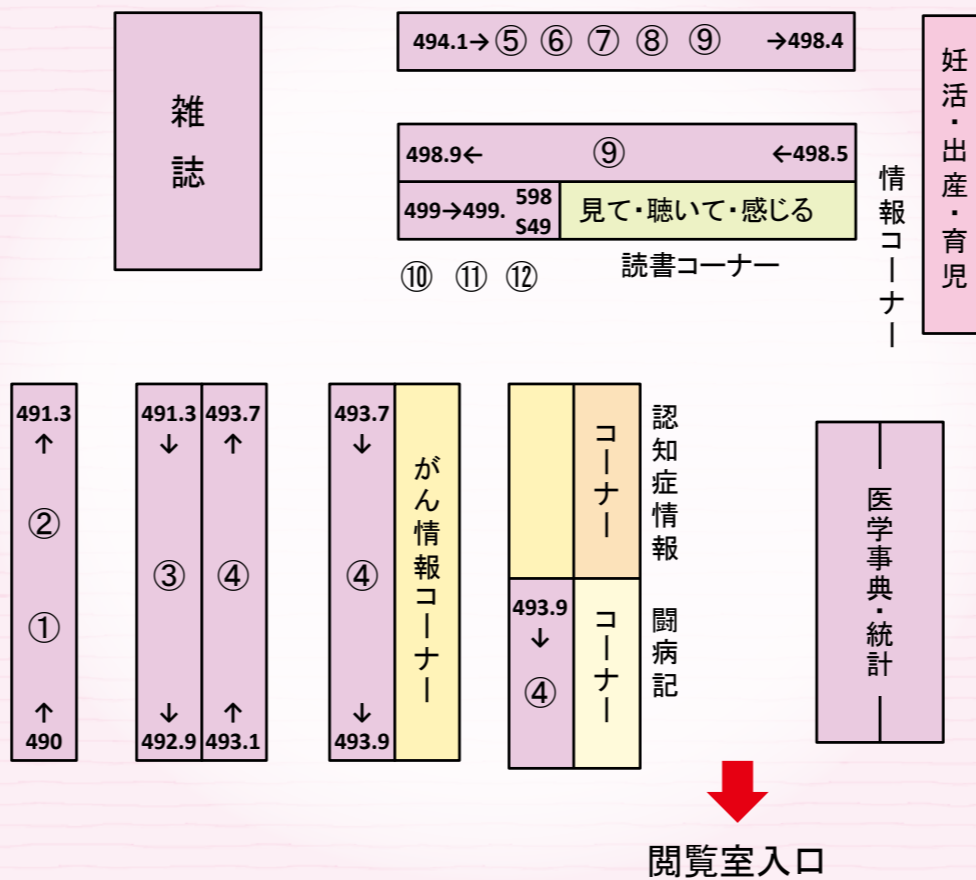 雑誌
494.1→⑤⑥⑦⑧⑨ →498.4
498.9← ⑨ ←498.5
499→499. 598
S49
見て・聴いて・感じる
読書コーナー
⑩ ⑪ ⑫
妊活・出産・育児
情報コーナー
491.3
↑
②
①
↑
490
491.3
↓
③
↓
492.9
493.7
↑
④
↑
493.1
493.7
↓
④
↓
493.9
がん情報コーナー
認知症情報
コーナー
493.9
↓
④
闘病記
コーナー
医学事典・統計
閲覧室入口